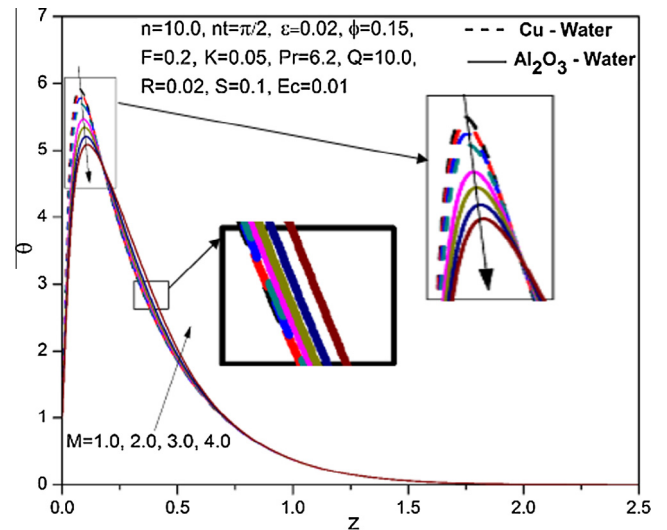 n=10.0, nt=π/2, ε=0.02, ϕ=0.15,
F=0.2, K=0.05, Pr=6.2, Q=10.0,
R=0.02, S=0.1, Ec=0.01
Cu - Water
Al2O3 - Water
7
6
5
4
3
2
1
0
θ
M=1.0, 2.0, 3.0, 4.0
0.0 0.5 1.0 1.5 2.0 2.5
z